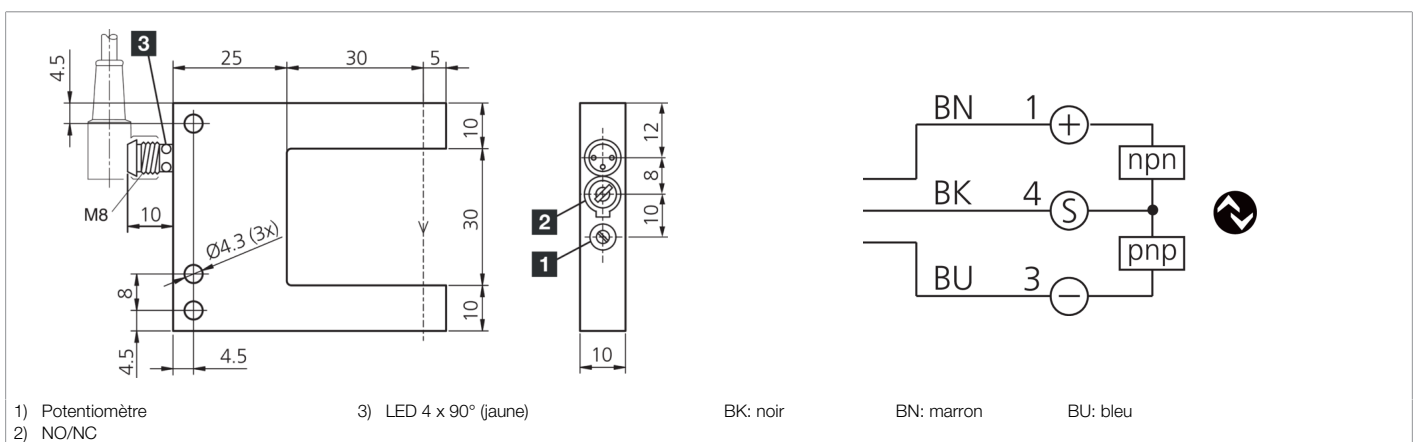 3
25
30
5
4.5
10
12
8
M8
10
Ø4.3 (3x)
30
2
10
1
8
10
4.5
4.5
10
BN
1
+
npn
BK
4
S
pnp
BU
3
−
1) Potentiomètre
3) LED 4 x 90° (jaune)
BK: noir
BN: marron
BU: bleu
2) NO/NC